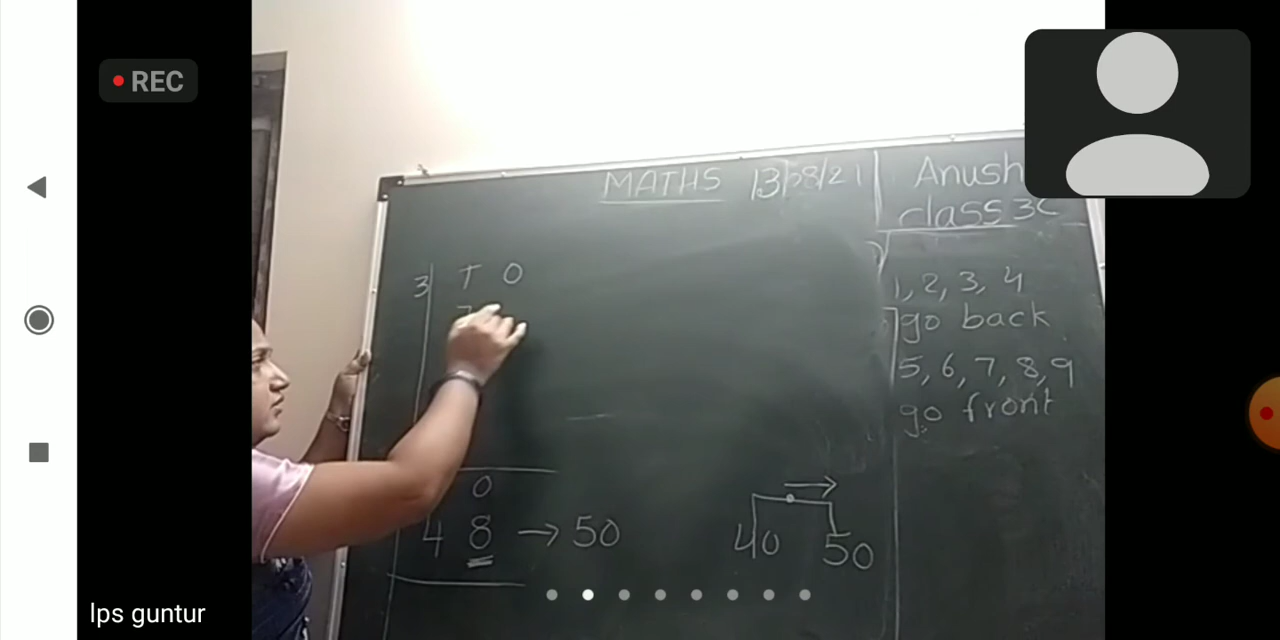 REC
MATHS 13/08/21
Anush
class 3C
3 T O
7
1, 2, 3, 4
go back
5, 6, 7, 8, 9
go front
0
4 8 → 50
40 50
lps guntur